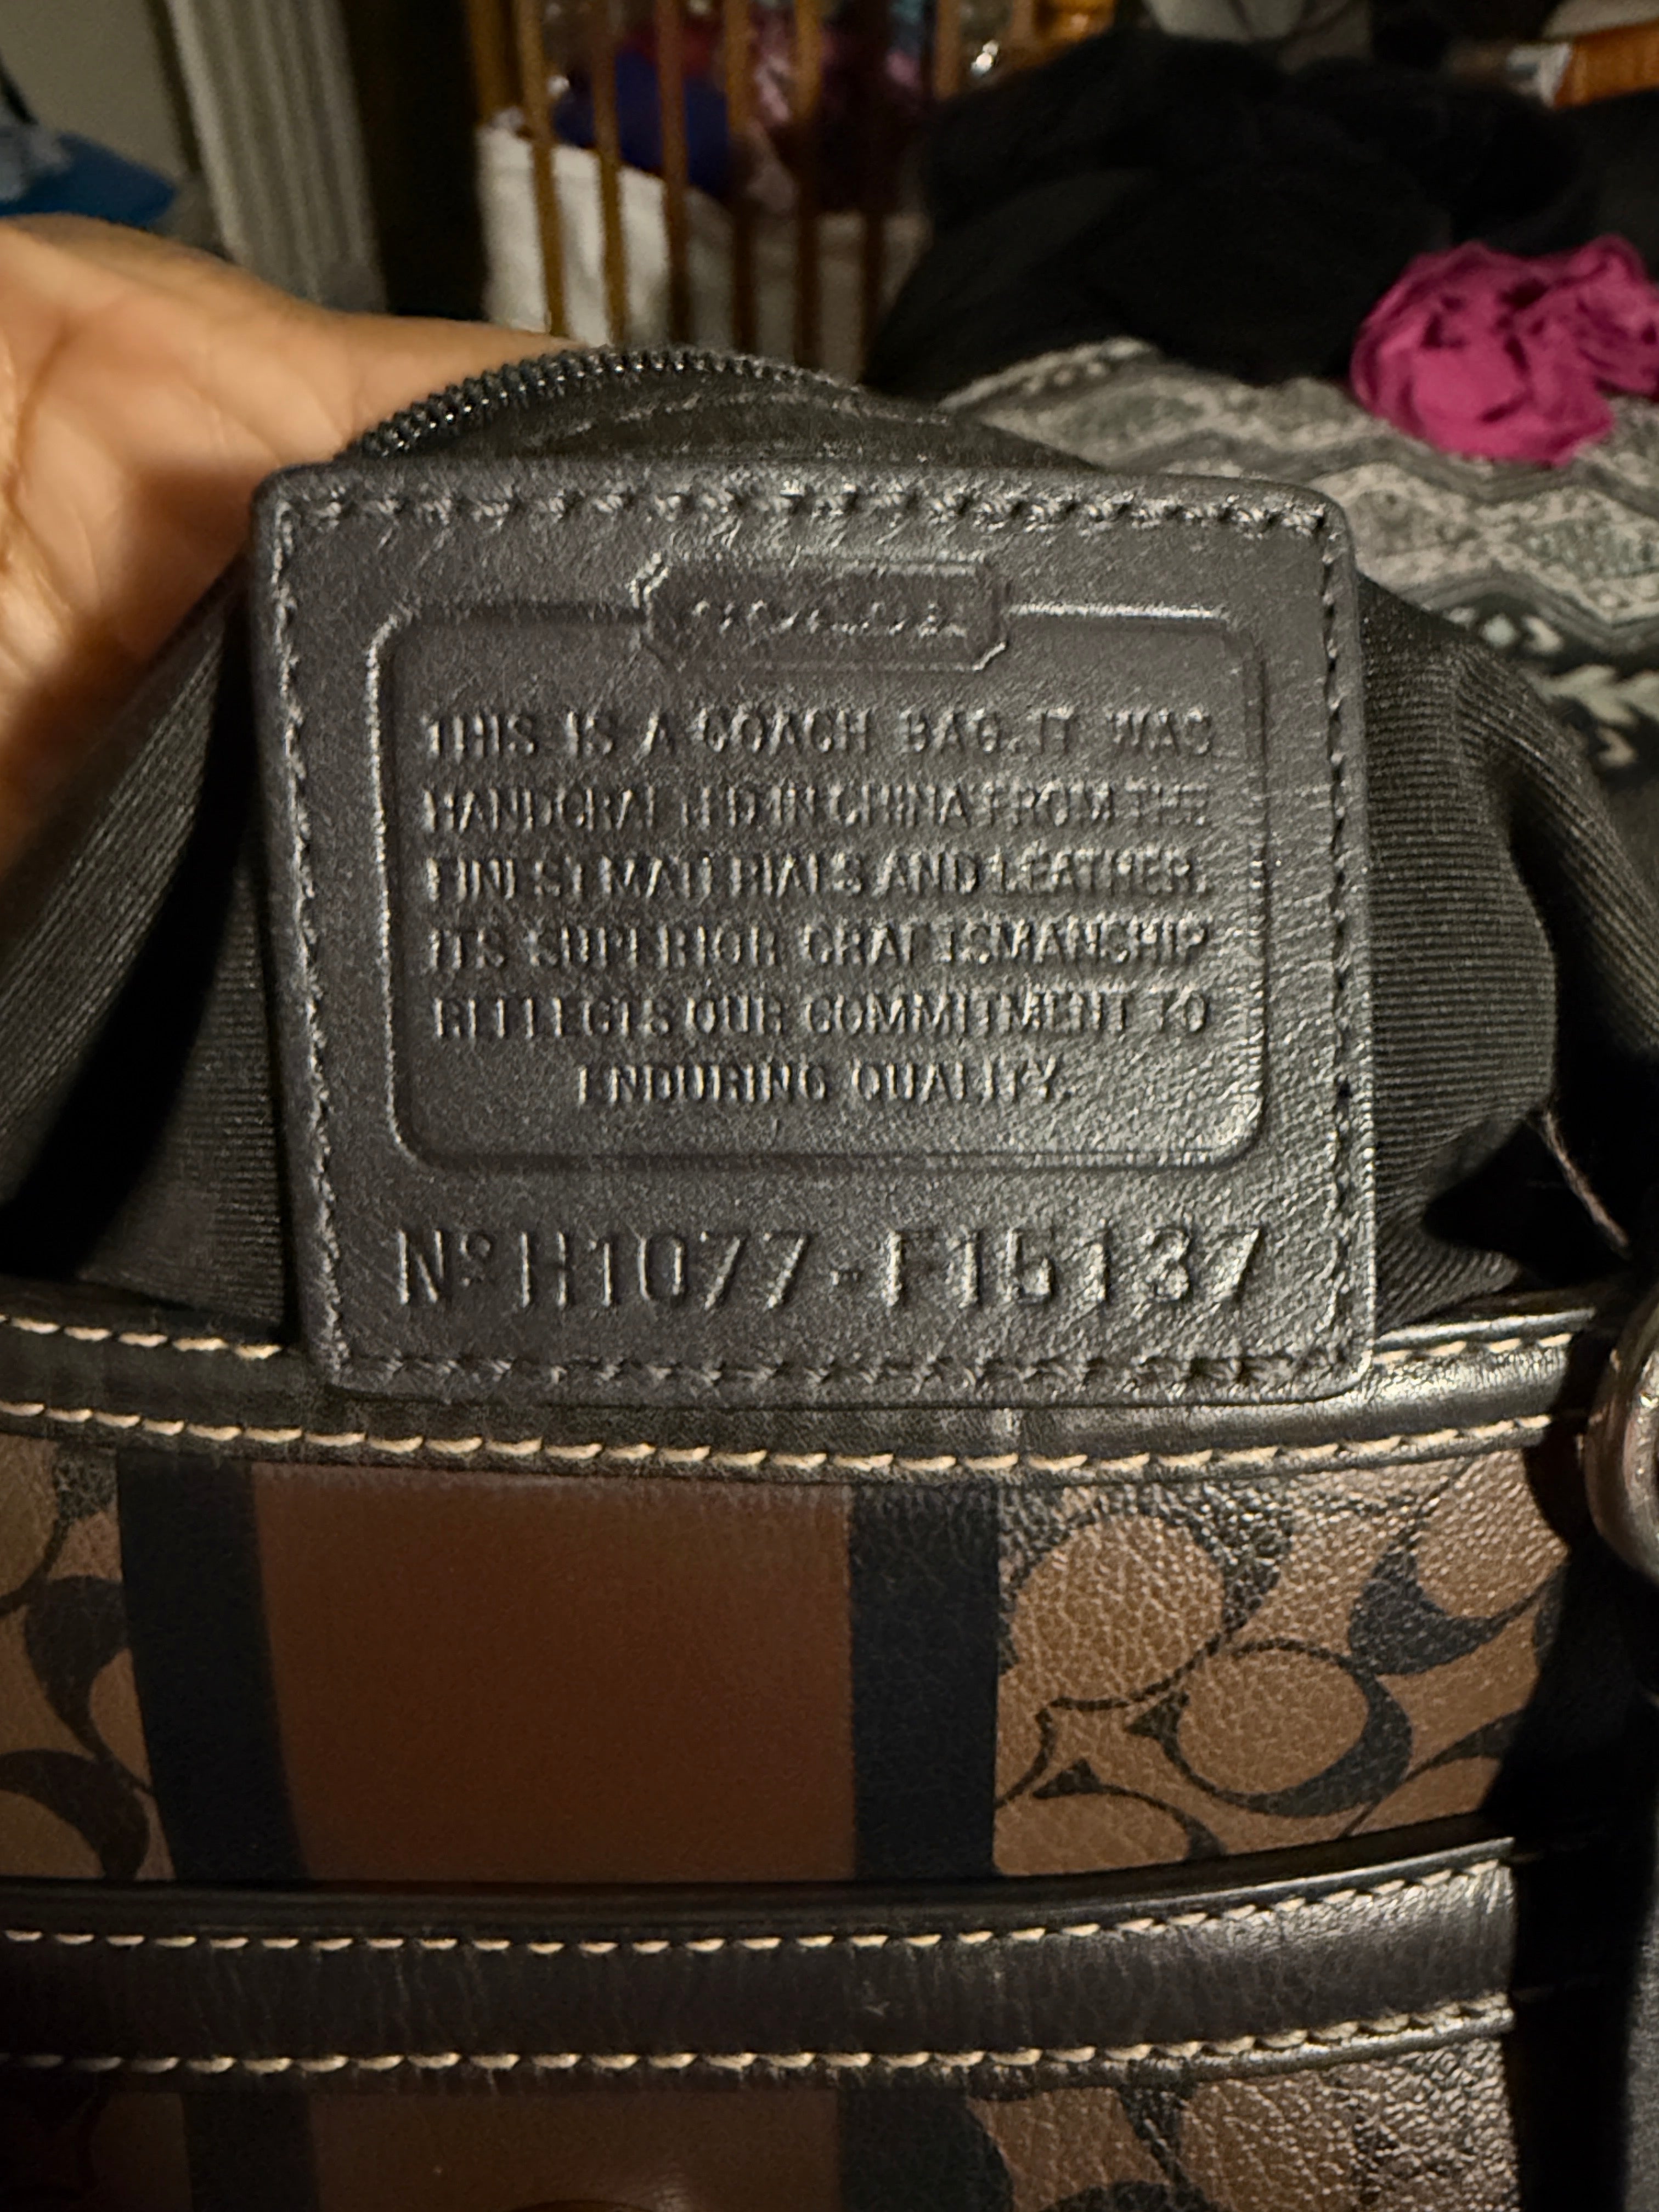 THIS IS A COACH BAG. IT WAS
HANDCRAFTED IN CHINA FROM THE
FINEST MATERIALS AND LEATHER.
ITS SUPERIOR CRAFTSMANSHIP
REFLECTS OUR COMMITMENT TO
ENDURING QUALITY.
Nº H1077-F15137